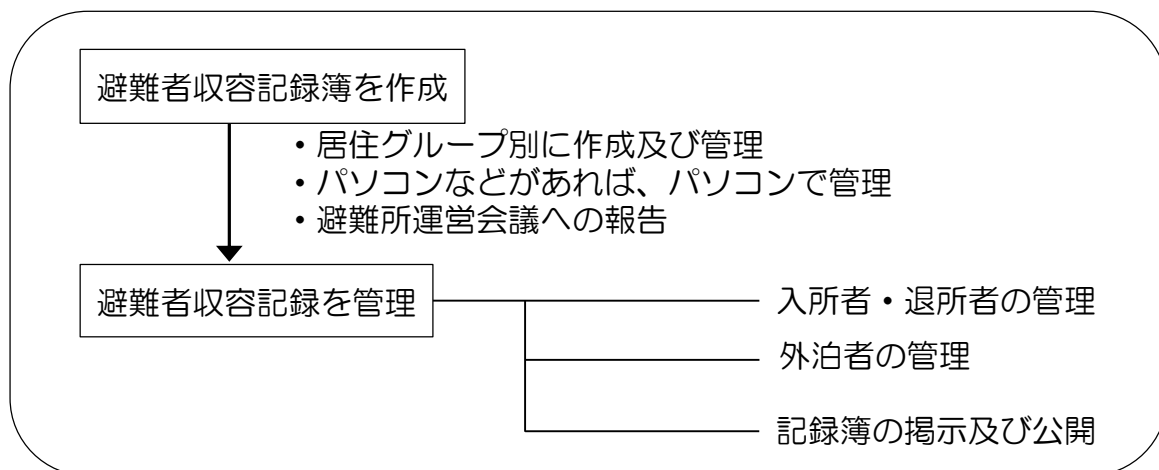 避難者収容記録簿を作成
・居住グループ別に作成及び管理
・パソコンなどがあれば、パソコンで管理
・避難所運営会議への報告
避難者収容記録を管理
入所者・退所者の管理
外泊者の管理
記録簿の掲示及び公開